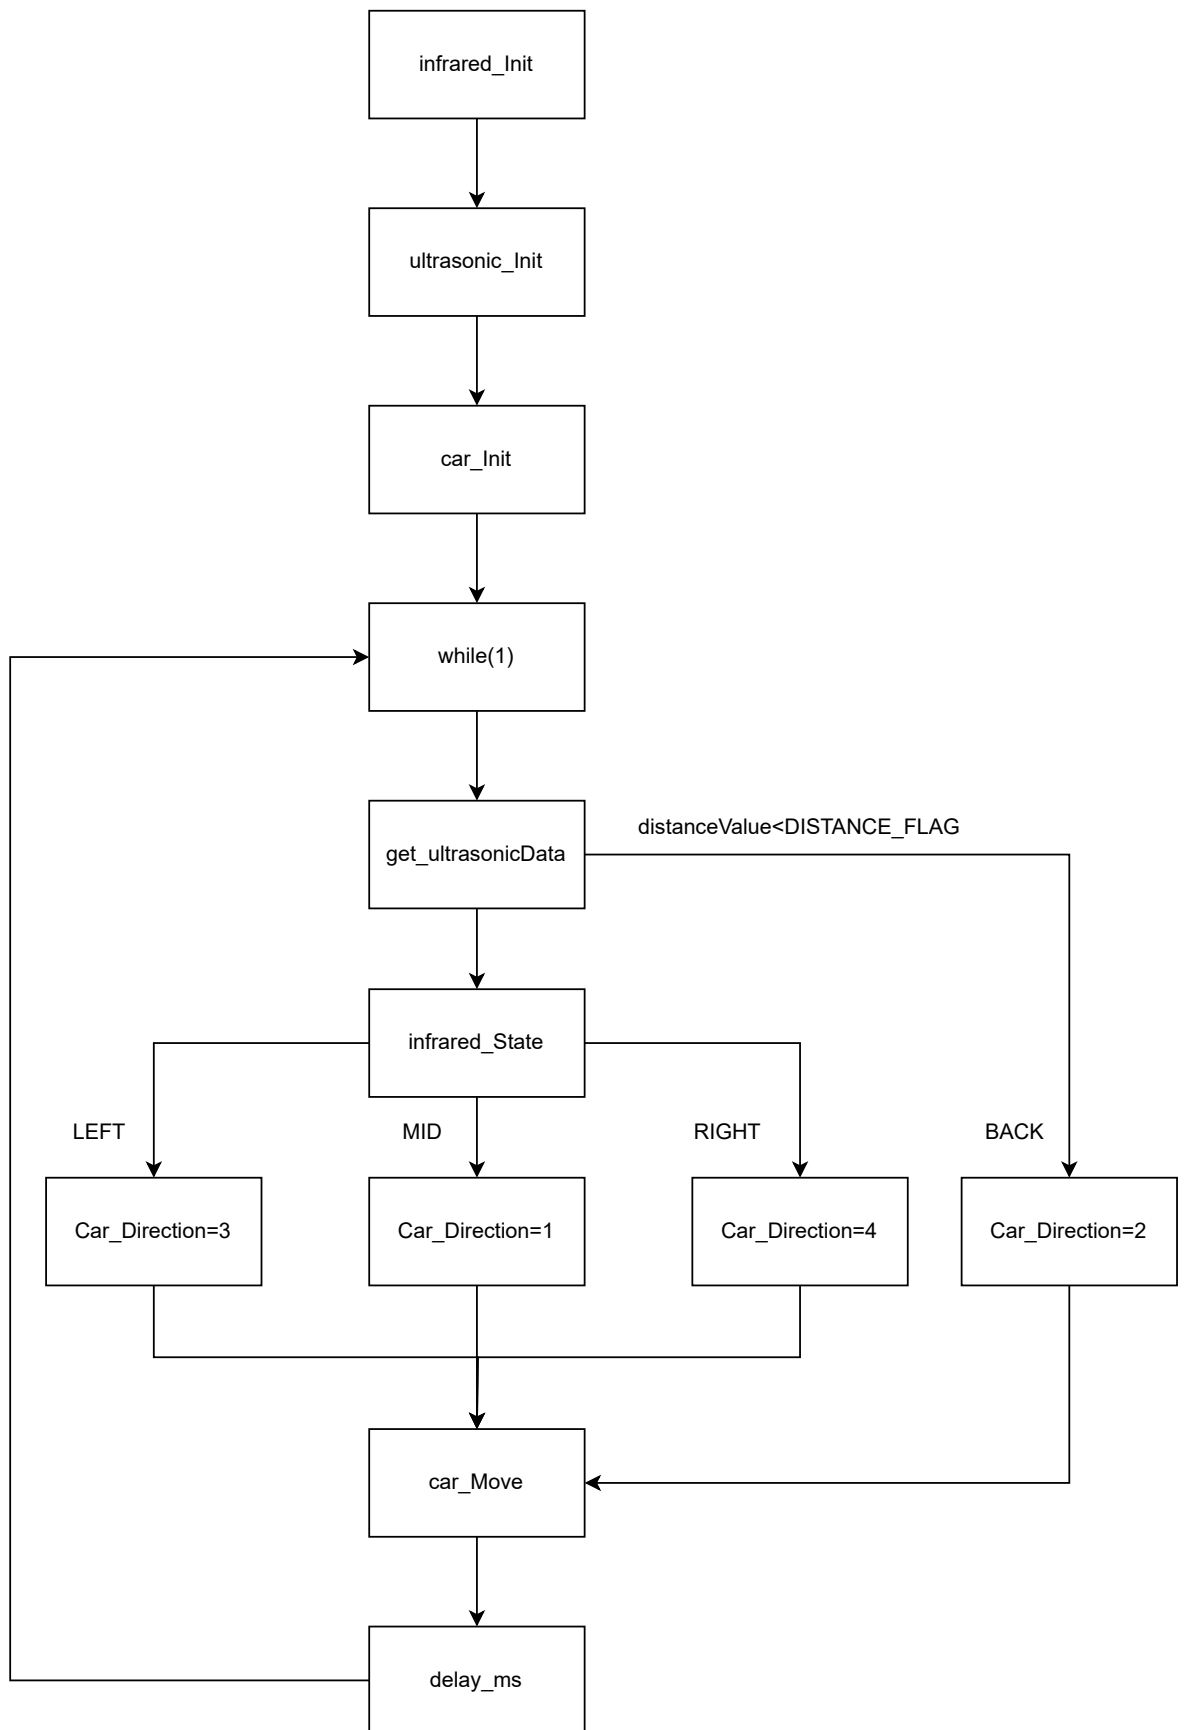 infrared_Init
ultrasonic_Init
car_Init
while(1)
distanceValue<DISTANCE_FLAG
get_ultrasonicData
infrared_State
LEFT
MID
RIGHT
BACK
Car_Direction=3
Car_Direction=1
Car_Direction=4
Car_Direction=2
car_Move
delay_ms